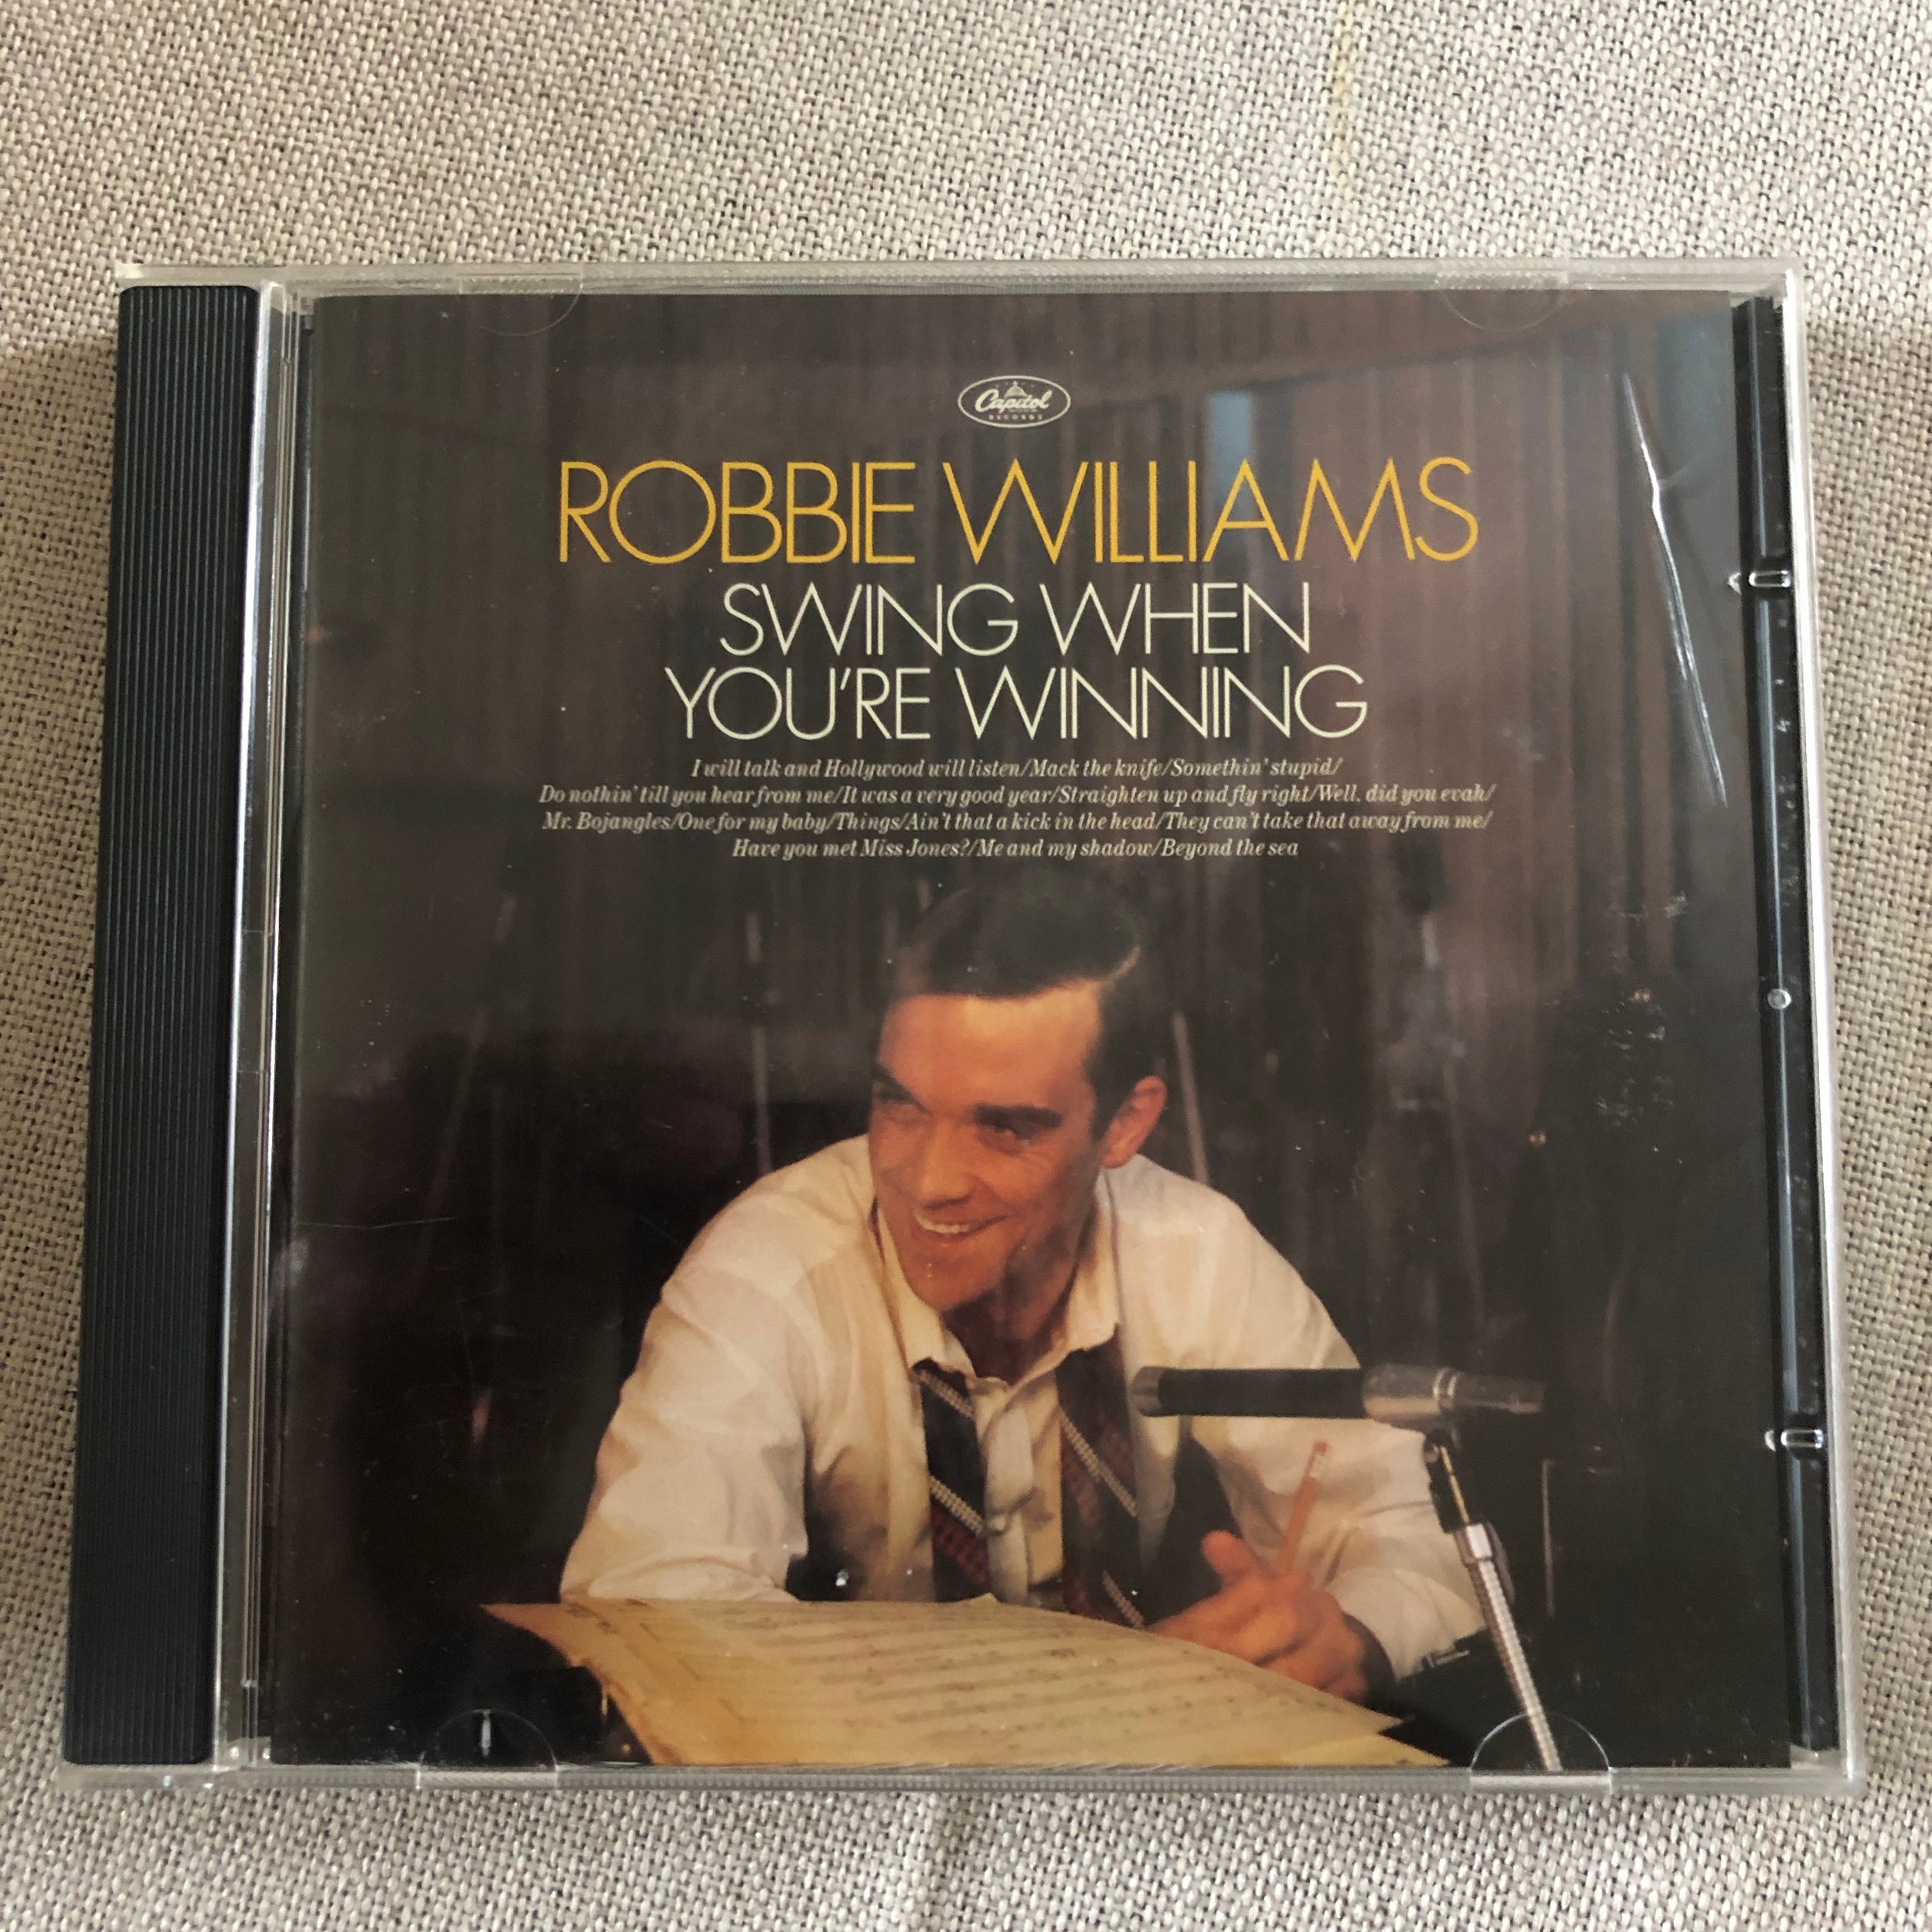 Capitol
RECORDS
ROBBIE WILLIAMS
SWING WHEN
YOU'RE WINNING
I will talk and Hollywood will listen/Mack the knife/Somethin' stupid/
Do nothin' till you hear from me/It was a very good year/Straighten up and fly right/Well, did you evah/
Mr. Bojangles/One for my baby/Things/Ain't that a kick in the head/They can't take that away from me/
Have you met Miss Jones?/Me and my shadow/Beyond the sea